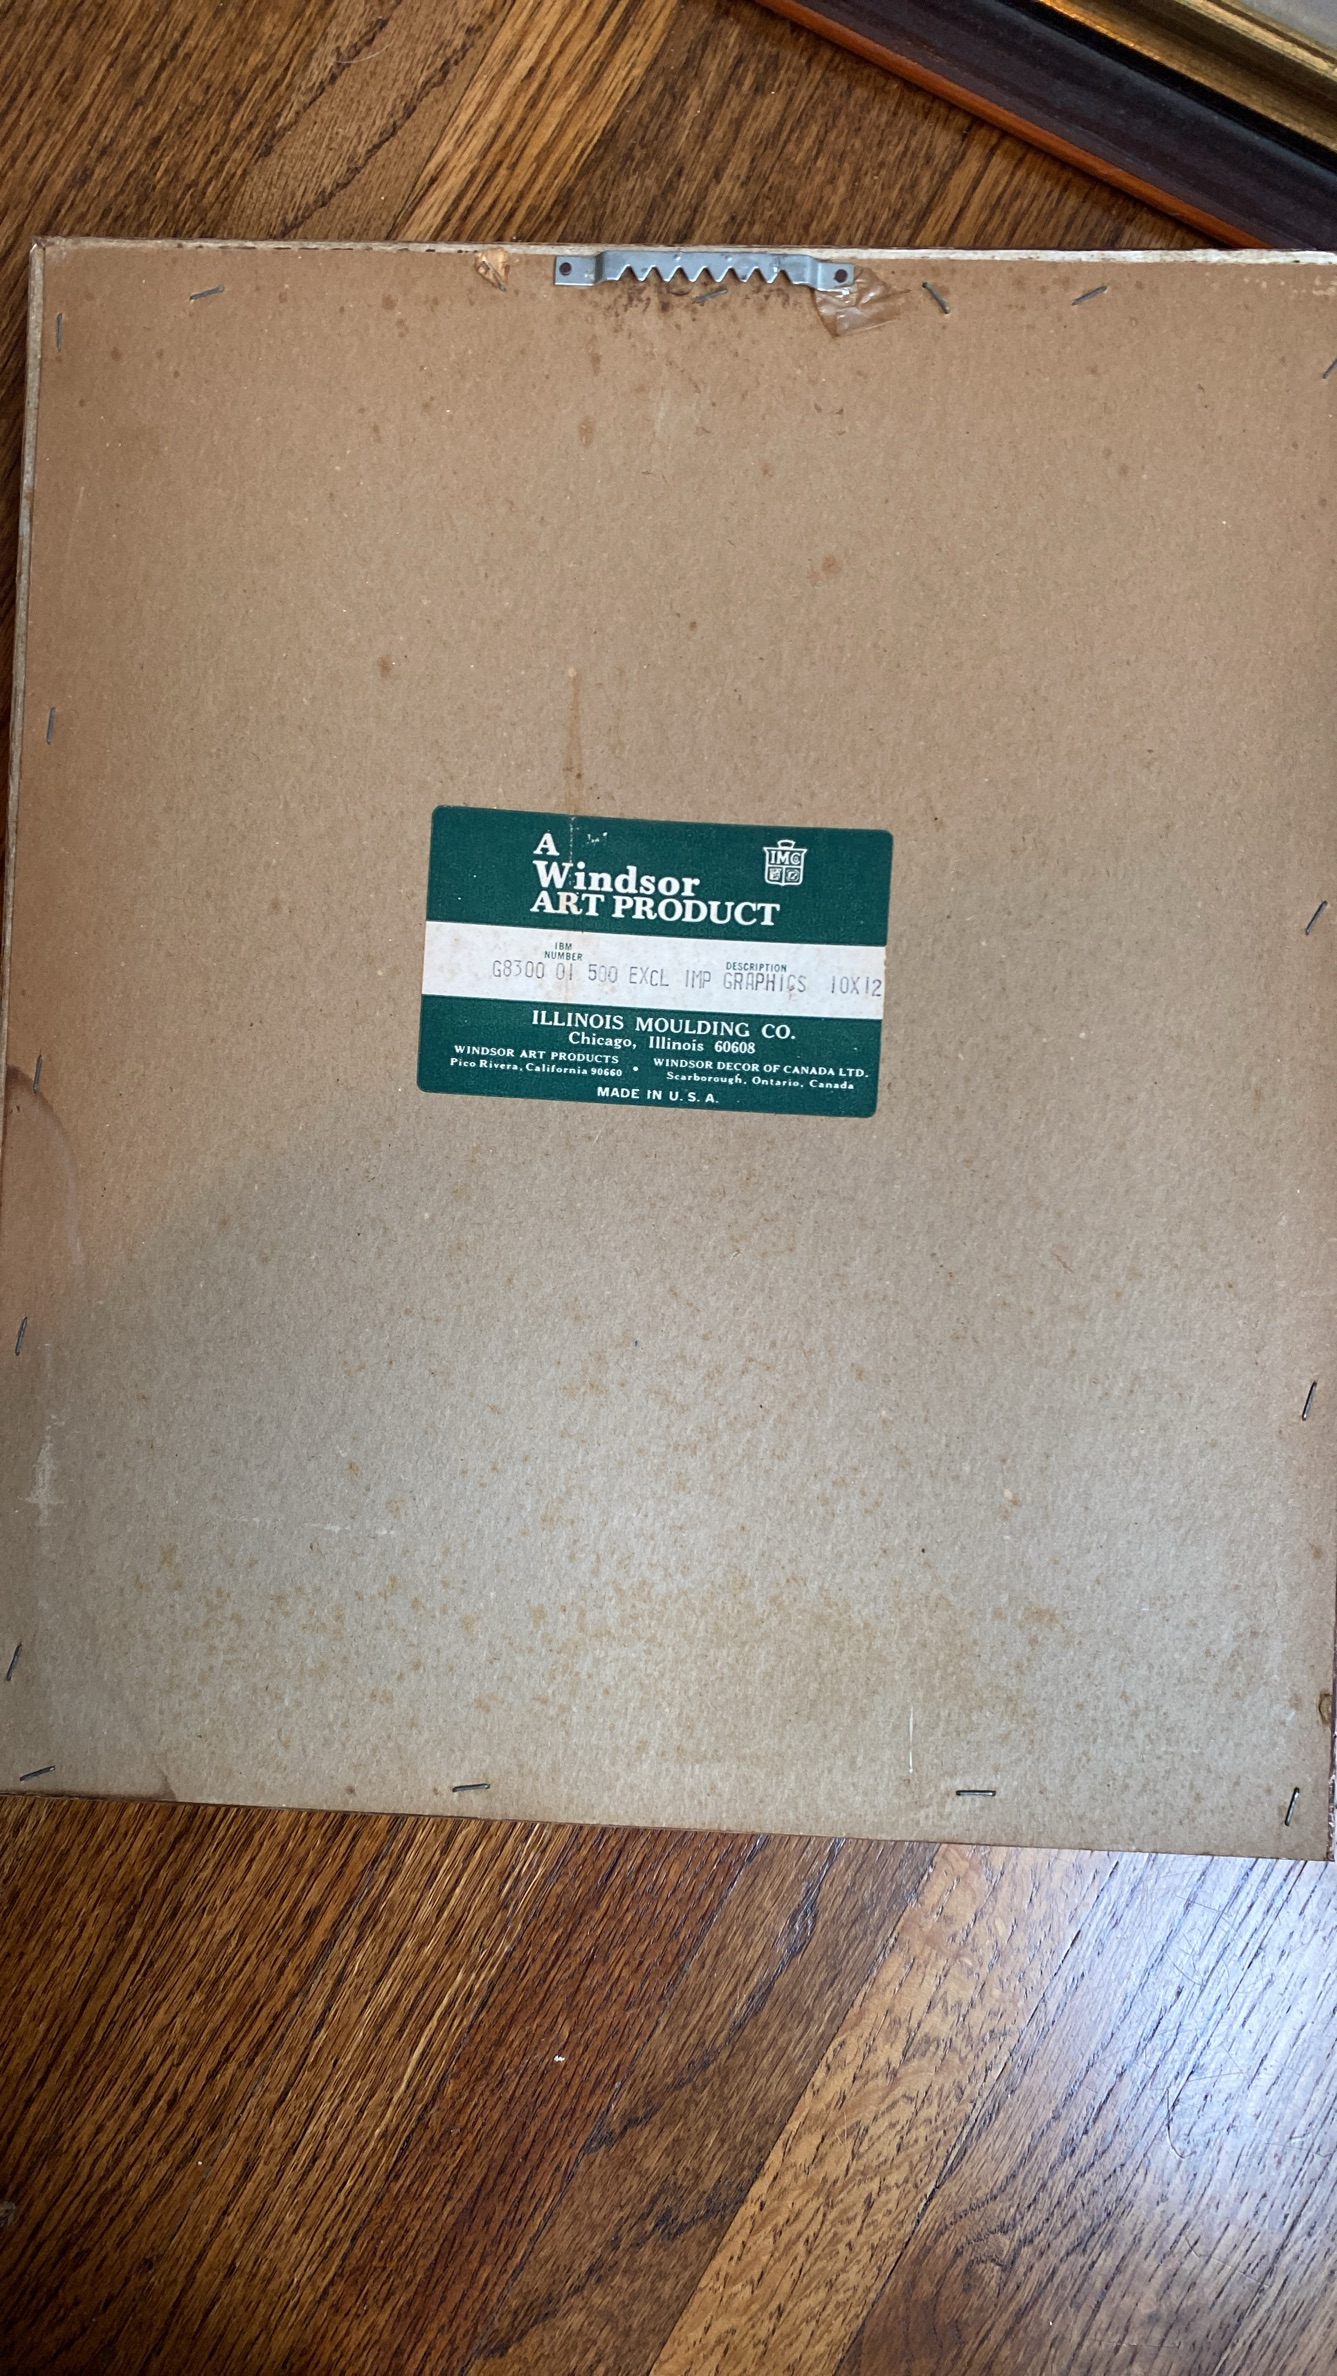 A
Windsor
ART PRODUCT
IMC
IBM
NUMBER
DESCRIPTION
G8300 01 500 EXCL IMP GRAPHICS 10X12
ILLINOIS MOULDING CO.
Chicago, Illinois 60608
WINDSOR ART PRODUCTS
Pico Rivera, California 90660
•
WINDSOR DECOR OF CANADA LTD.
Scarborough, Ontario, Canada
MADE IN U.S.A.